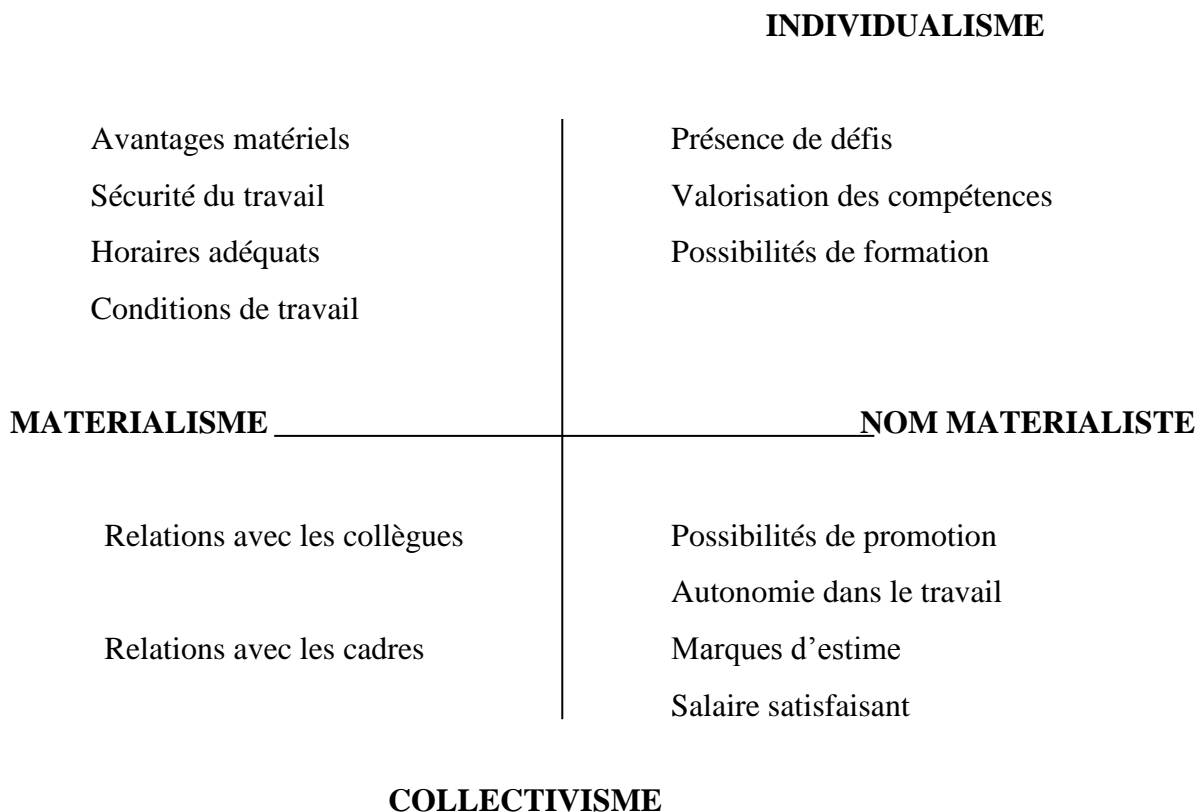 INDIVIDUALISME
Avantages matériels
Sécurité du travail
Horaires adéquats
Conditions de travail
Présence de défis
Valorisation des compétences
Possibilités de formation
MATERIALISME
NOM MATERIALISTE
Relations avec les collègues
Relations avec les cadres
Possibilités de promotion
Autonomie dans le travail
Marques d’estime
Salaire satisfaisant
COLLECTIVISME